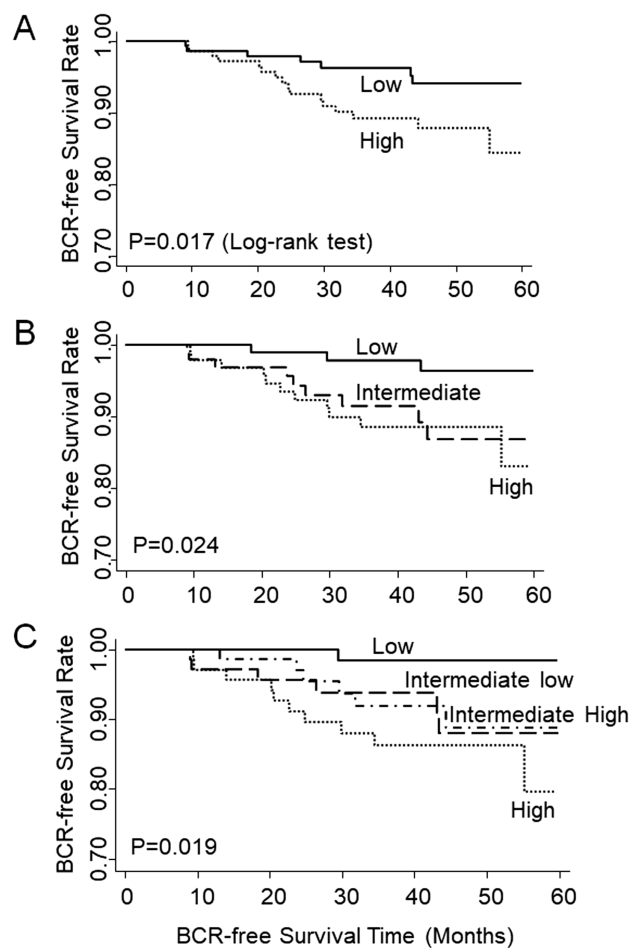 A
BCR-free Survival Rate
1.00
0.90
0.80
0.70
Low
High
P=0.017 (Log-rank test)
0 10 20 30 40 50 60
B
BCR-free Survival Rate
1.00
0.90
0.80
0.70
Low
Intermediate
High
P=0.024
0 10 20 30 40 50 60
C
BCR-free Survival Rate
1.00
0.90
0.80
0.70
Low
Intermediate low
Intermediate High
High
P=0.019
0 10 20 30 40 50 60
BCR-free Survival Time (Months)